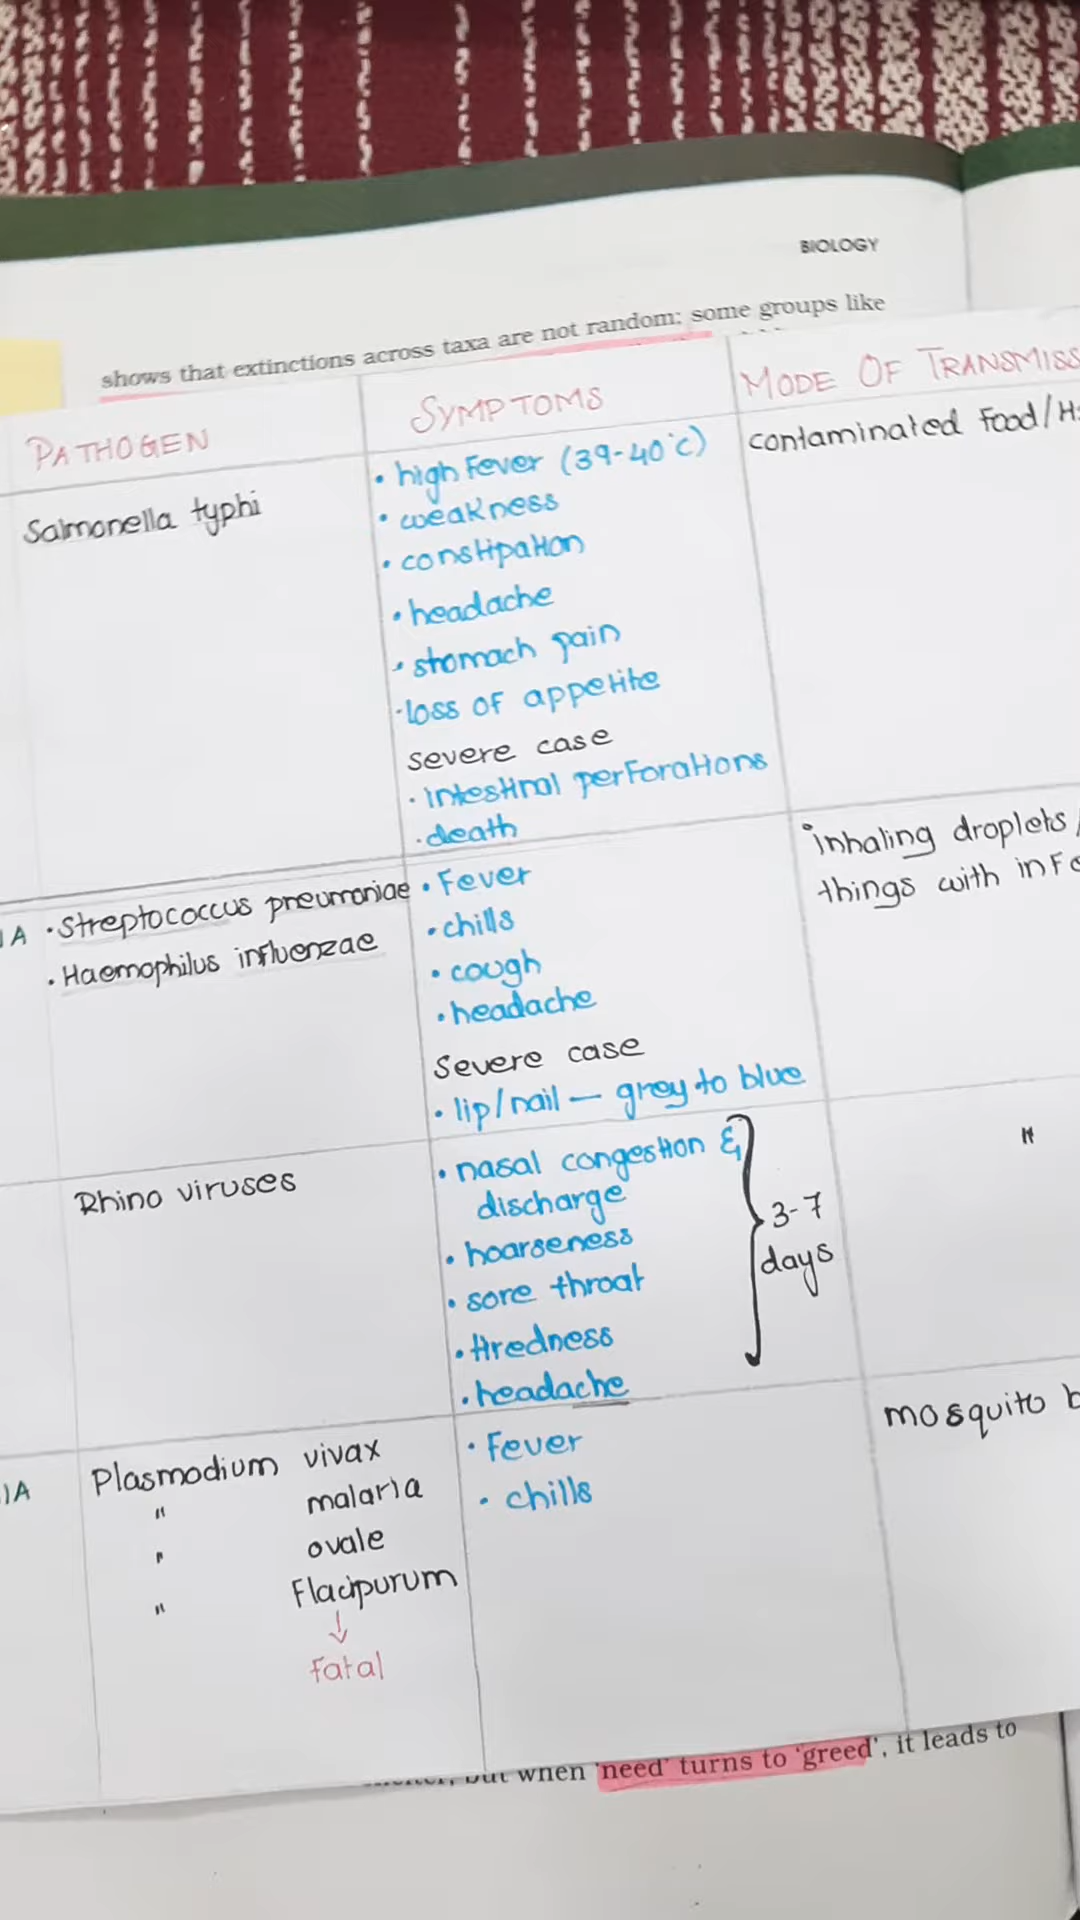 BIOLOGY
shows that extinctions across taxa are not random; some groups like
PATHOGEN
SYMPTOMS
MODE OF TRANSMISS
Salmonella typhi
• high Fever (39-40°c)
• weakness
• constipation
• headache
• stomach pain
• loss of appetite
severe case
• intestinal perforations
• death
contaminated food/H
IA
• Streptococcus pneumoniae
• Haemophilus influenzae
• Fever
• chills
• cough
• headache
Severe case
• lip/nail — grey to blue
• inhaling droplets/
things with infe
Rhino viruses
• nasal congestion &
discharge
• hoarseness
• sore throat
• tiredness
• headache
3-7
days
"
IA
Plasmodium vivax
" malaria
" ovale
" Flacipurum
↓
fatal
• Fever
• chills
mosquito b
but when 'need' turns to 'greed', it leads to